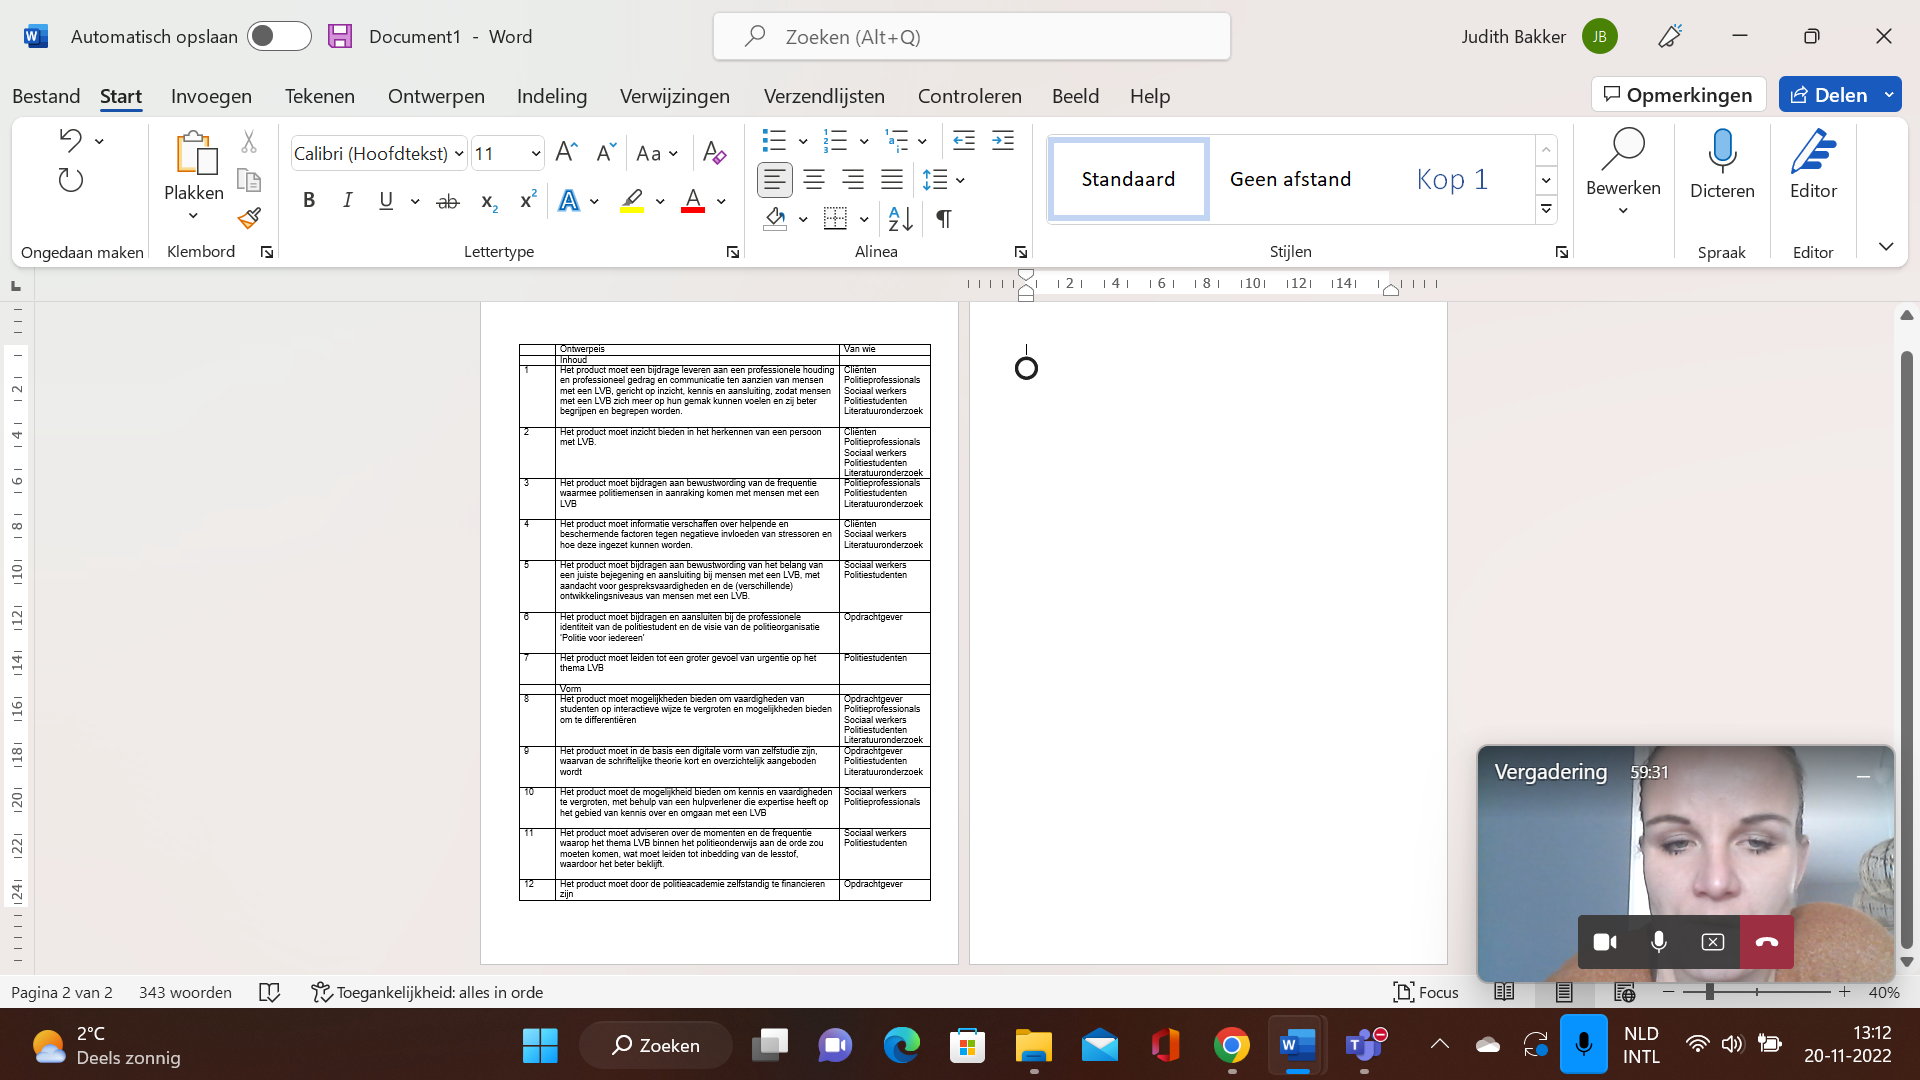 Automatisch opslaan
Document1 - Word
Zoeken (Alt+Q)
Judith Bakker
JB
Bestand Start Invoegen Tekenen Ontwerpen Indeling Verwijzingen Verzendlijsten Controleren Beeld Help
Opmerkingen
Delen
Plakken
Calibri (Hoofdtekst) 11
Standaard
Geen afstand
Kop 1
Bewerken
Dicteren
Editor
Ongedaan maken
Klembord
Lettertype
Alinea
Stijlen
Spraak
Editor
2 4 6 8 10 12 14
2 4 6 8 10 12 14 16 18 20 22 24
Ontwerpeis Van wie
Inhoud
1 Het product moet een bijdrage leveren aan een professionele houding
en professioneel gedrag en communicatie ten aanzien van mensen
met een LVB, gericht op inzicht, kennis en aansluiting, zodat mensen
met een LVB zich meer op hun gemak kunnen voelen en zij beter
begrijpen en begrepen worden.
Cliënten
Politieprofessionals
Sociaal werkers
Politiestudenten
Literatuuronderzoek
2 Het product moet inzicht bieden in het herkennen van een persoon
met LVB.
Cliënten
Politieprofessionals
Sociaal werkers
Politiestudenten
Literatuuronderzoek
3 Het product moet bijdragen aan bewustwording van de frequentie
waarmee politiemensen in aanraking komen met mensen met een
LVB
Politieprofessionals
Politiestudenten
Literatuuronderzoek
4 Het product moet informatie verschaffen over helpende en
beschermende factoren tegen negatieve invloeden van stressoren en
hoe deze ingezet kunnen worden.
Cliënten
Sociaal werkers
Literatuuronderzoek
5 Het product moet bijdragen aan bewustwording van het belang van
een juiste bejegening en aansluiting bij mensen met een LVB, met
aandacht voor gespreksvaardigheden en de (verschillende)
ontwikkelingsniveaus van mensen met een LVB.
Sociaal werkers
Politiestudenten
6 Het product moet bijdragen en aansluiten bij de professionele
identiteit van de politiestudent en de visie van de politieorganisatie
'Politie voor iedereen'
Opdrachtgever
7 Het product moet leiden tot een groter gevoel van urgentie op het
thema LVB
Politiestudenten
Vorm
8 Het product moet mogelijkheden bieden om vaardigheden van
studenten op interactieve wijze te vergroten en mogelijkheden bieden
om te differentiëren
Opdrachtgever
Politieprofessionals
Sociaal werkers
Politiestudenten
Literatuuronderzoek
9 Het product moet in de basis een digitale vorm van zelfstudie zijn,
waarvan de schriftelijke theorie kort en overzichtelijk aangeboden
wordt
Opdrachtgever
Politiestudenten
Literatuuronderzoek
10 Het product moet de mogelijkheid bieden om kennis en vaardigheden
te vergroten, met behulp van een hulpverlener die expertise heeft op
het gebied van kennis over en omgaan met een LVB
Sociaal werkers
Politieprofessionals
11 Het product moet adviseren over de momenten en de frequentie
waarop het thema LVB binnen het politieonderwijs aan de orde zou
moeten komen, wat moet leiden tot inbedding van de lesstof,
waardoor het beter beklijft.
Sociaal werkers
Politiestudenten
12 Het product moet door de politieacademie zelfstandig te financieren
zijn
Opdrachtgever
Vergadering 59:31
Pagina 2 van 2 343 woorden Toegankelijkheid: alles in orde
Focus
40%
2°C
Deels zonnig
Zoeken
NLD
INTL
13:12
20-11-2022